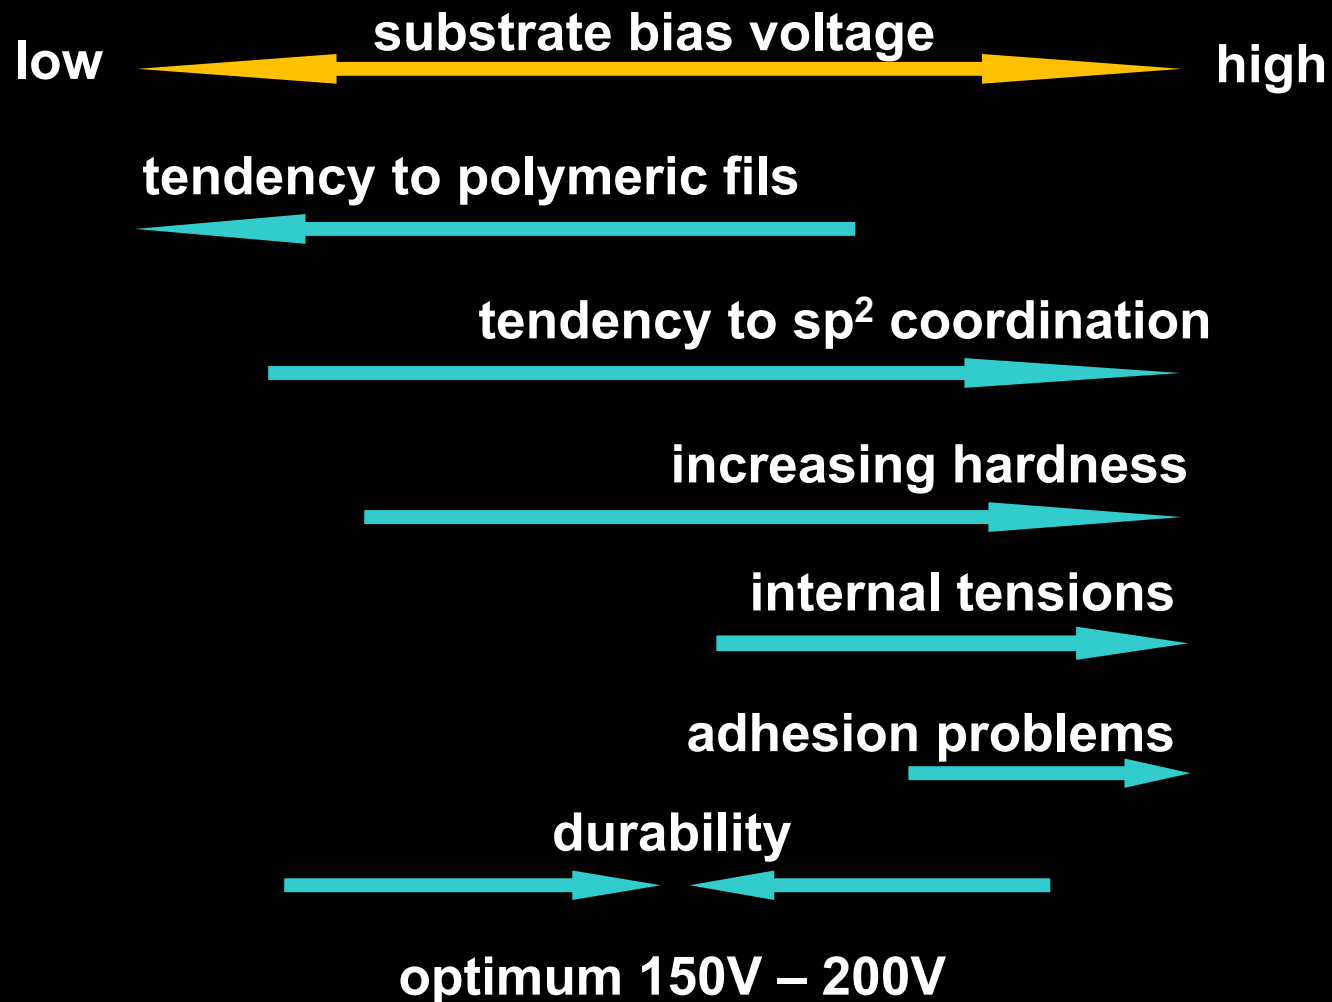 substrate bias voltage
low
high
tendency to polymeric fils
tendency to sp² coordination
increasing hardness
internal tensions
adhesion problems
durability
optimum 150V – 200V